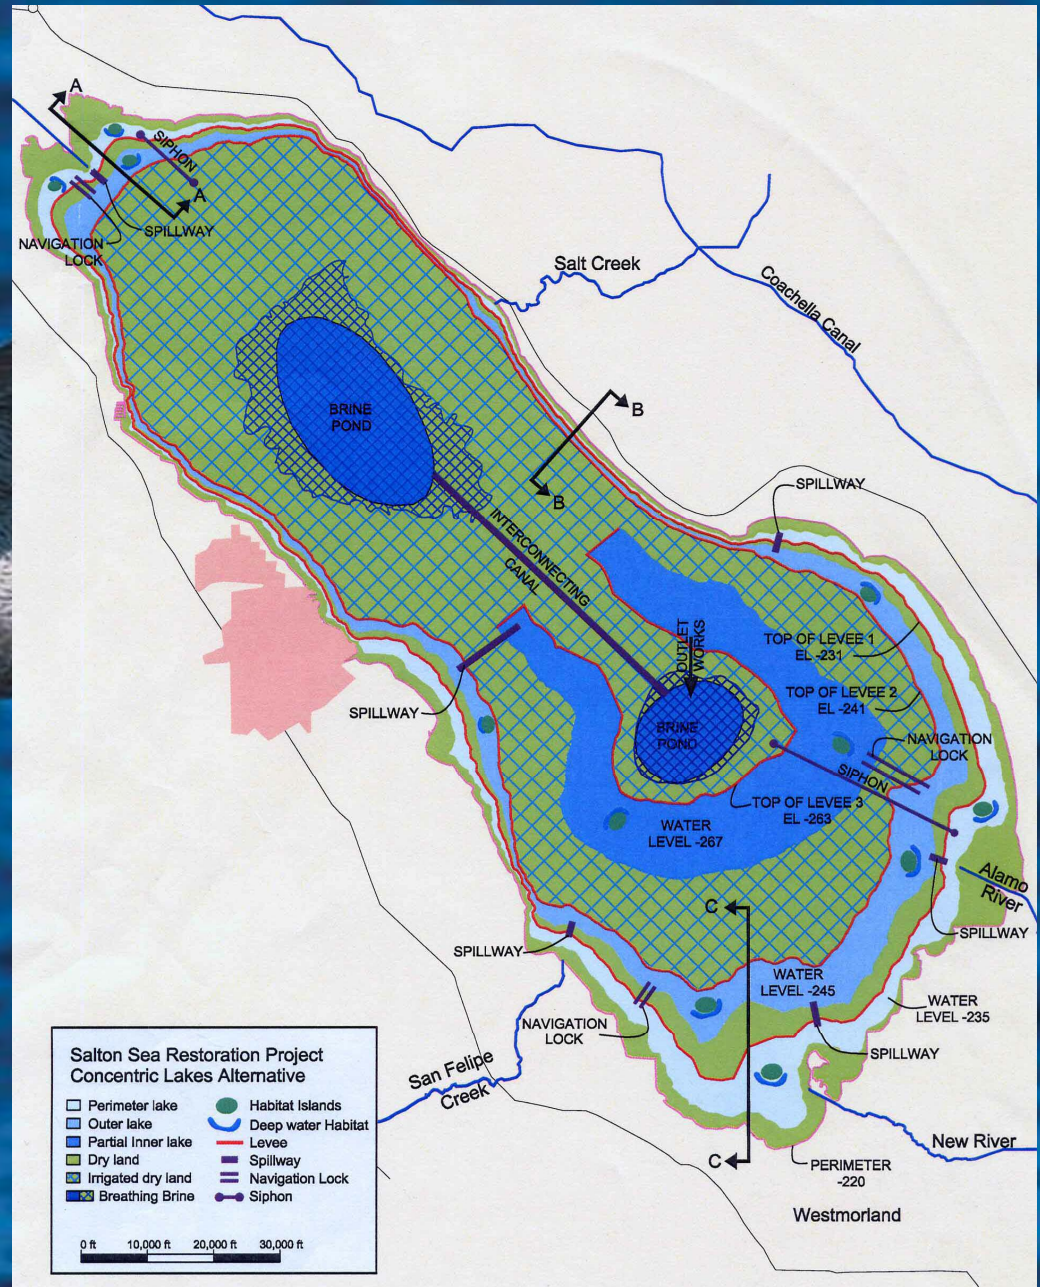 A
SIPHON
A
SPILLWAY
NAVIGATION
LOCK
Salt Creek
Coachella Canal
BRINE
POND
B
B
SPILLWAY
INTERCONNECTING
CANAL
OUTLET
WORKS
TOP OF LEVEE 1
EL -231
TOP OF LEVEE 2
EL -241
SPILLWAY
BRINE
POND
NAVIGATION
LOCK
SIPHON
TOP OF LEVEE 3
EL -263
WATER
LEVEL -267
Alamo
River
C
SPILLWAY
SPILLWAY
WATER
LEVEL -245
WATER
LEVEL -235
NAVIGATION
LOCK
SPILLWAY
San Felipe
Creek
New River
C
PERIMETER
-220
Westmorland
Salton Sea Restoration Project
Concentric Lakes Alternative
Perimeter lake
Outer lake
Partial Inner lake
Dry land
Irrigated dry land
Breathing Brine
Habitat Islands
Deep water Habitat
Levee
Spillway
Navigation Lock
Siphon
0 ft 10,000 ft 20,000 ft 30,000 ft